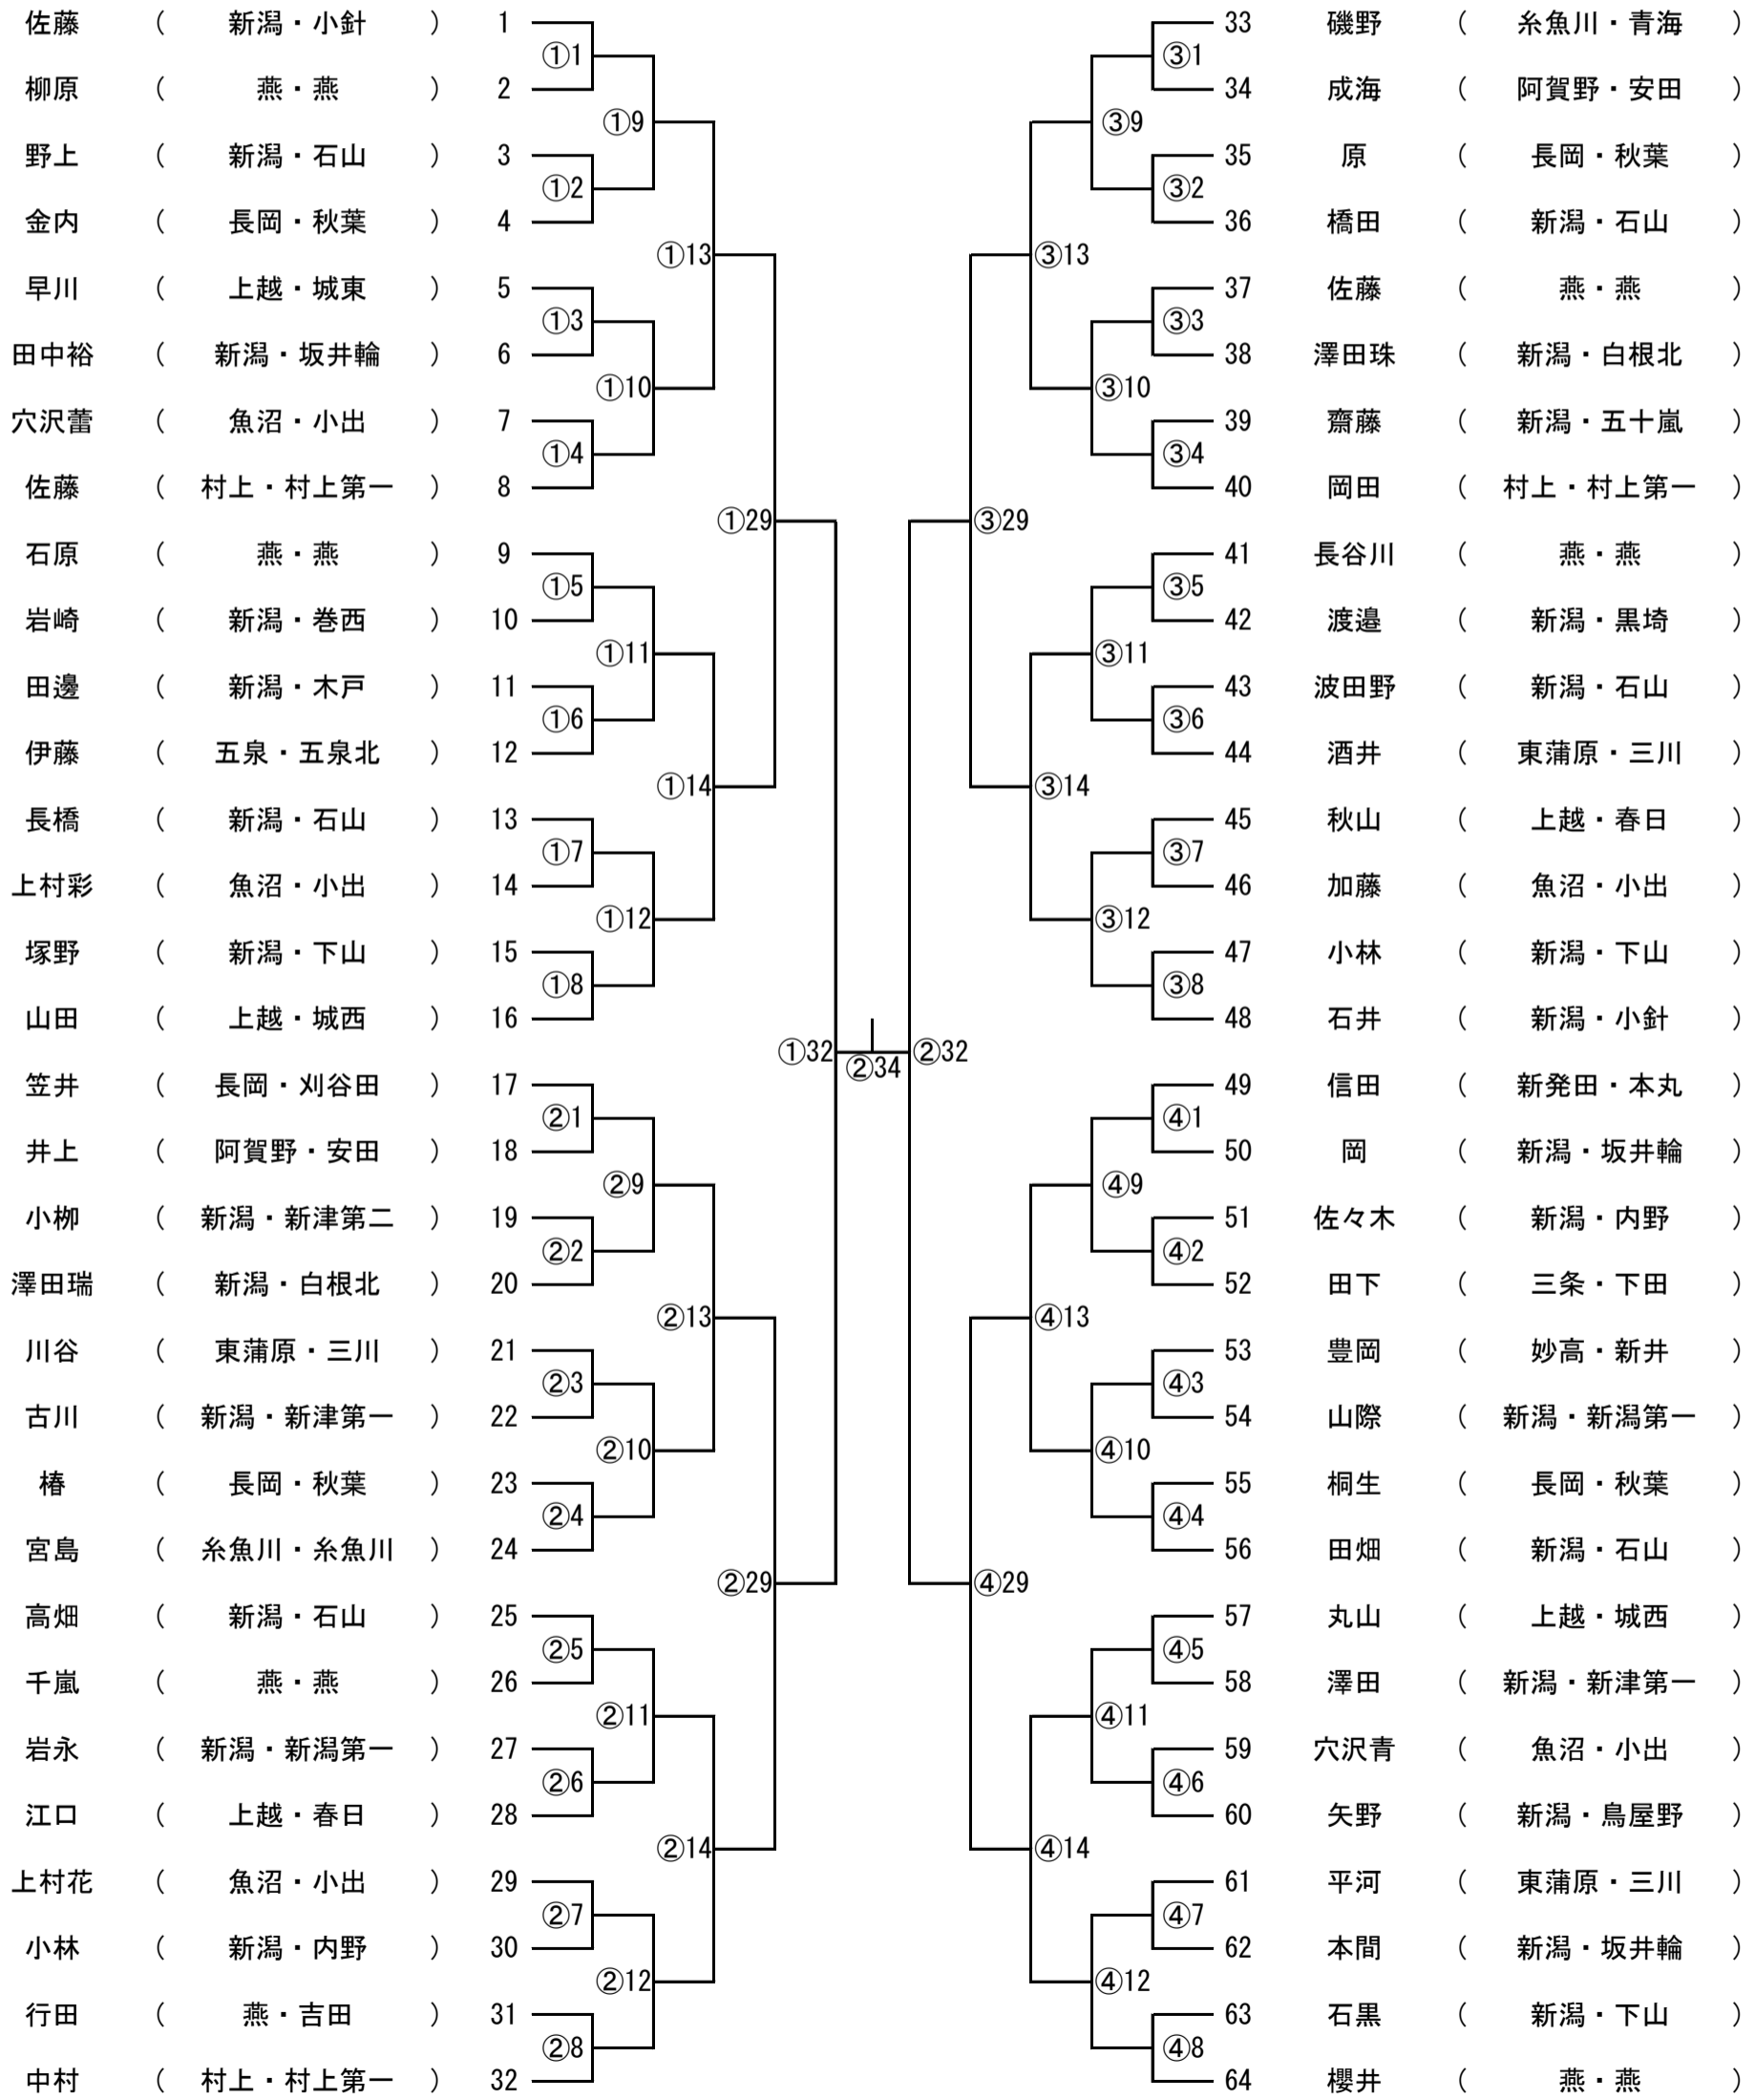 佐藤 ( 新潟・小針 ) 1
①1
柳原 ( 燕・燕 ) 2
①9
野上 ( 新潟・石山 ) 3
①2
金内 ( 長岡・秋葉 ) 4
①13
早川 ( 上越・城東 ) 5
①3
田中裕 ( 新潟・坂井輪 ) 6
①10
穴沢蕾 ( 魚沼・小出 ) 7
①4
佐藤 ( 村上・村上第一 ) 8
①29
石原 ( 燕・燕 ) 9
①5
岩崎 ( 新潟・巻西 ) 10
①11
田邊 ( 新潟・木戸 ) 11
①6
伊藤 ( 五泉・五泉北 ) 12
①14
長橋 ( 新潟・石山 ) 13
①7
上村彩 ( 魚沼・小出 ) 14
①12
塚野 ( 新潟・下山 ) 15
①8
山田 ( 上越・城西 ) 16
①32
笠井 ( 長岡・刈谷田 ) 17
②1
井上 ( 阿賀野・安田 ) 18
②9
小栁 ( 新潟・新津第二 ) 19
②2
澤田瑞 ( 新潟・白根北 ) 20
②13
川谷 ( 東蒲原・三川 ) 21
②3
古川 ( 新潟・新津第一 ) 22
②10
椿 ( 長岡・秋葉 ) 23
②4
宮島 ( 糸魚川・糸魚川 ) 24
②29
高畑 ( 新潟・石山 ) 25
②5
千嵐 ( 燕・燕 ) 26
②11
岩永 ( 新潟・新潟第一 ) 27
②6
江口 ( 上越・春日 ) 28
②14
上村花 ( 魚沼・小出 ) 29
②7
小林 ( 新潟・内野 ) 30
②12
行田 ( 燕・吉田 ) 31
②8
中村 ( 村上・村上第一 ) 32
②34
33 磯野 ( 糸魚川・青海 )
③1
34 成海 ( 阿賀野・安田 )
③9
35 原 ( 長岡・秋葉 )
③2
36 橋田 ( 新潟・石山 )
③13
37 佐藤 ( 燕・燕 )
③3
38 澤田珠 ( 新潟・白根北 )
③10
39 齋藤 ( 新潟・五十嵐 )
③4
40 岡田 ( 村上・村上第一 )
③29
41 長谷川 ( 燕・燕 )
③5
42 渡邉 ( 新潟・黒埼 )
③11
43 波田野 ( 新潟・石山 )
③6
44 酒井 ( 東蒲原・三川 )
③14
45 秋山 ( 上越・春日 )
③7
46 加藤 ( 魚沼・小出 )
③12
47 小林 ( 新潟・下山 )
③8
48 石井 ( 新潟・小針 )
②32
49 信田 ( 新発田・本丸 )
④1
50 岡 ( 新潟・坂井輪 )
④9
51 佐々木 ( 新潟・内野 )
④2
52 田下 ( 三条・下田 )
④13
53 豊岡 ( 妙高・新井 )
④3
54 山際 ( 新潟・新潟第一 )
④10
55 桐生 ( 長岡・秋葉 )
④4
56 田畑 ( 新潟・石山 )
④29
57 丸山 ( 上越・城西 )
④5
58 澤田 ( 新潟・新津第一 )
④11
59 穴沢青 ( 魚沼・小出 )
④6
60 矢野 ( 新潟・鳥屋野 )
④14
61 平河 ( 東蒲原・三川 )
④7
62 本間 ( 新潟・坂井輪 )
④12
63 石黒 ( 新潟・下山 )
④8
64 櫻井 ( 燕・燕 )